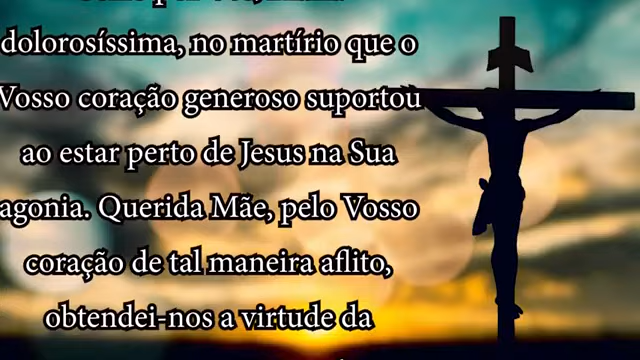 dolorosíssima, no martírio que o
Vosso coração generoso suportou
ao estar perto de Jesus na Sua
agonia. Querida Mãe, pelo Vosso
coração de tal maneira aflito,
obtendei-nos a virtude da